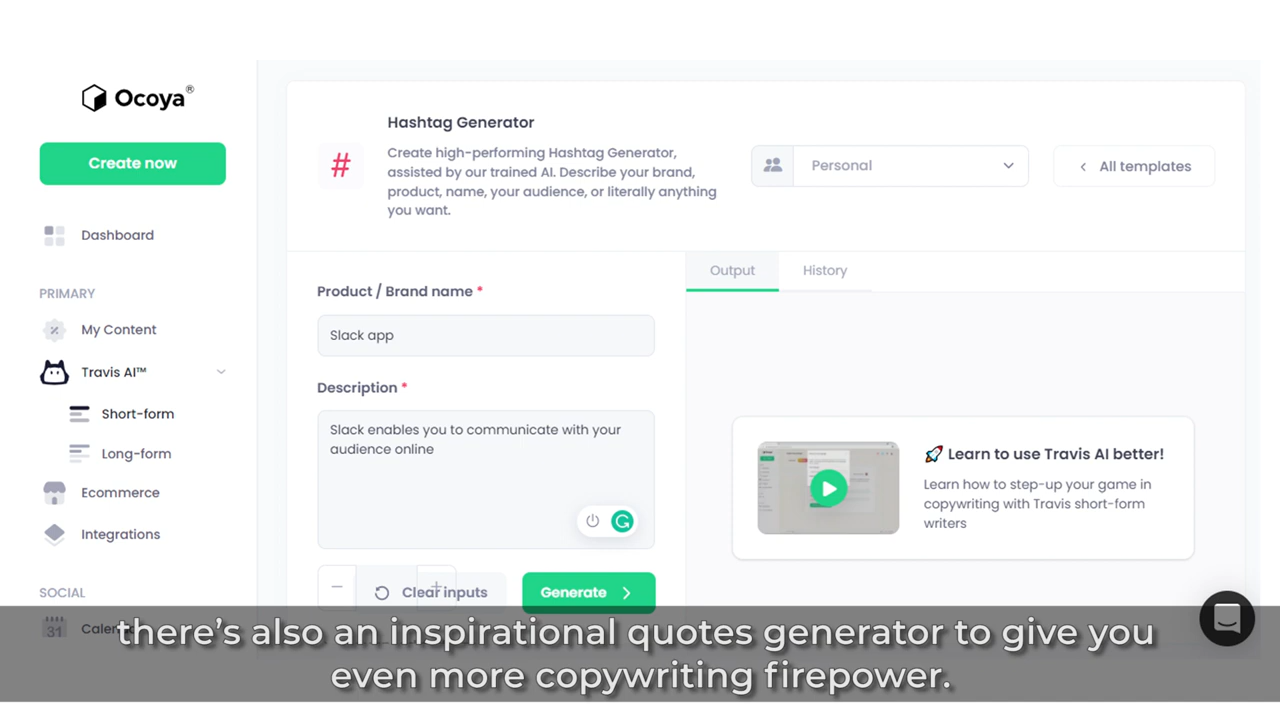 Ocoya®
Create now
Dashboard
PRIMARY
My Content
Travis AI™
Short-form
Long-form
Ecommerce
Integrations
SOCIAL
31
Hashtag Generator
Create high-performing Hashtag Generator,
assisted by our trained AI. Describe your brand,
product, name, your audience, or literally anything
you want.
Personal
All templates
Product / Brand name *
Slack app
Description *
Slack enables you to communicate with your
audience online
Clear inputs
Generate
Output
History
Learn to use Travis AI better!
Learn how to step-up your game in
copywriting with Travis short-form
writers
there's also an inspirational quotes generator to give you
even more copywriting firepower.